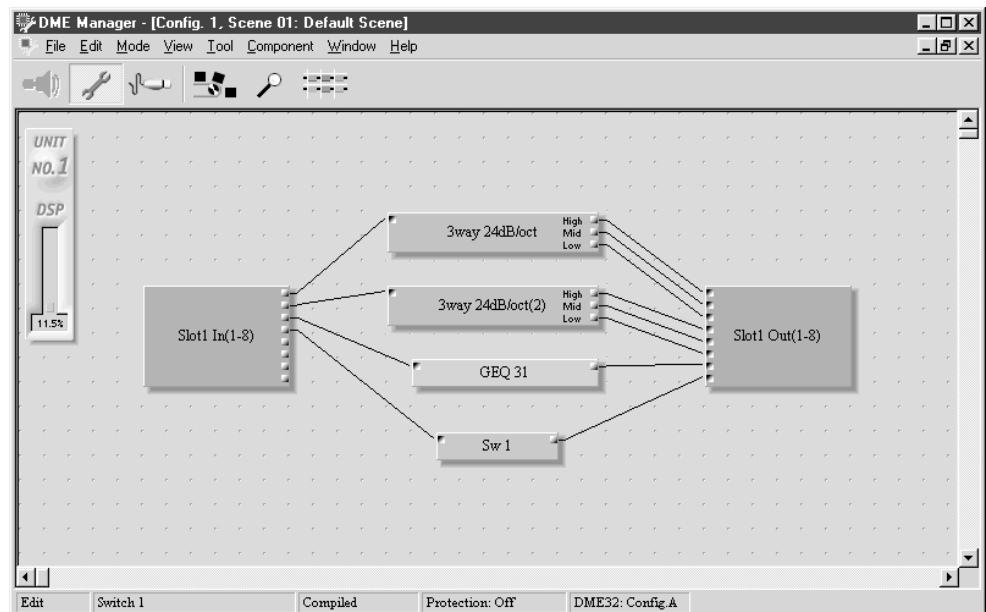 DME Manager - [Config. 1, Scene 01: Default Scene]
File Edit Mode View Tool Component Window Help
UNIT
NO.1
DSP
11.5%
3way 24dB/oct
High
Mid
Low
3way 24dB/oct(2)
High
Mid
Low
Slot1 In(1-8)
Slot1 Out(1-8)
GEQ 31
Sw 1
Edit Switch 1 Compiled Protection: Off DME32: Config.A